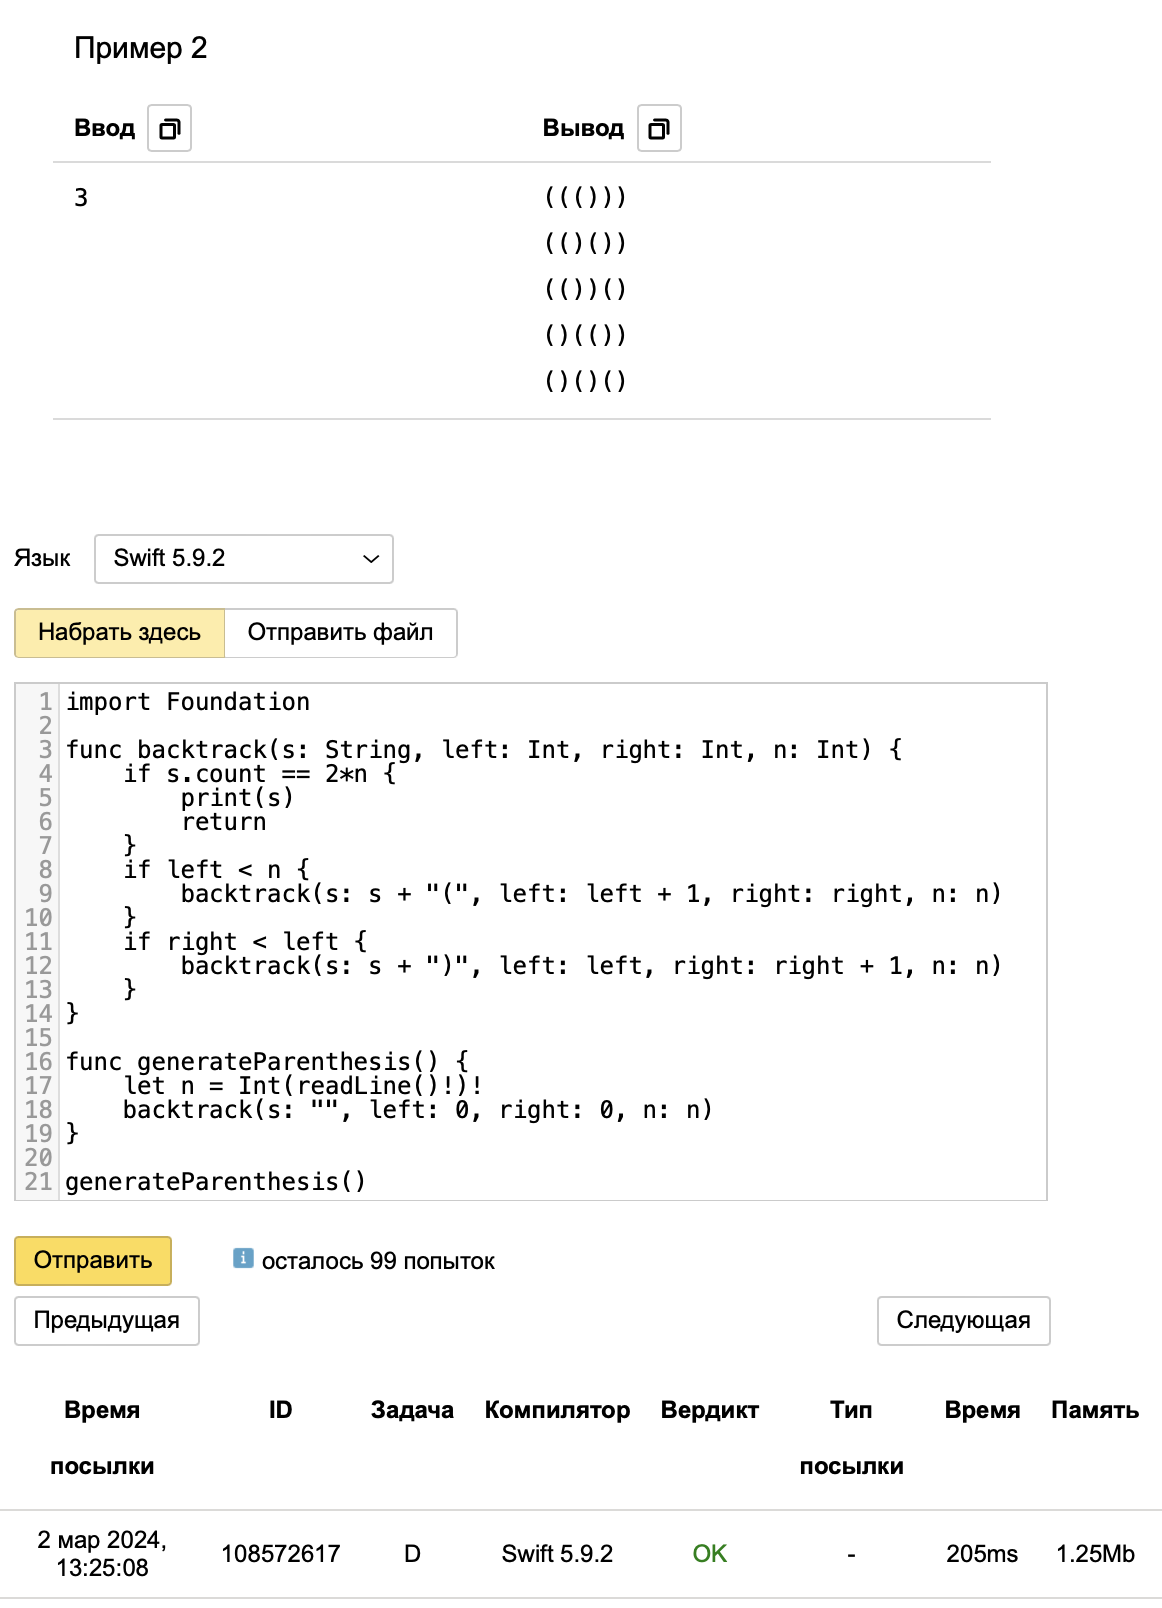 Пример 2
Ввод Вывод
3 ((()))
(()())
(())()
()(())
()()()
Язык Swift 5.9.2
Набрать здесь Отправить файл
1 import Foundation
2
3 func backtrack(s: String, left: Int, right: Int, n: Int) {
4     if s.count == 2*n {
5         print(s)
6         return
7     }
8     if left < n {
9         backtrack(s: s + "(", left: left + 1, right: right, n: n)
10     }
11     if right < left {
12         backtrack(s: s + ")", left: left, right: right + 1, n: n)
13     }
14 }
15
16 func generateParenthesis() {
17     let n = Int(readLine()!)!
18     backtrack(s: "", left: 0, right: 0, n: n)
19 }
20
21 generateParenthesis()
Отправить i осталось 99 попыток
Предыдущая Следующая
Время посылки ID Задача Компилятор Вердикт Тип посылки Время Память
2 мар 2024, 13:25:08 108572617 D Swift 5.9.2 OK - 205ms 1.25Mb